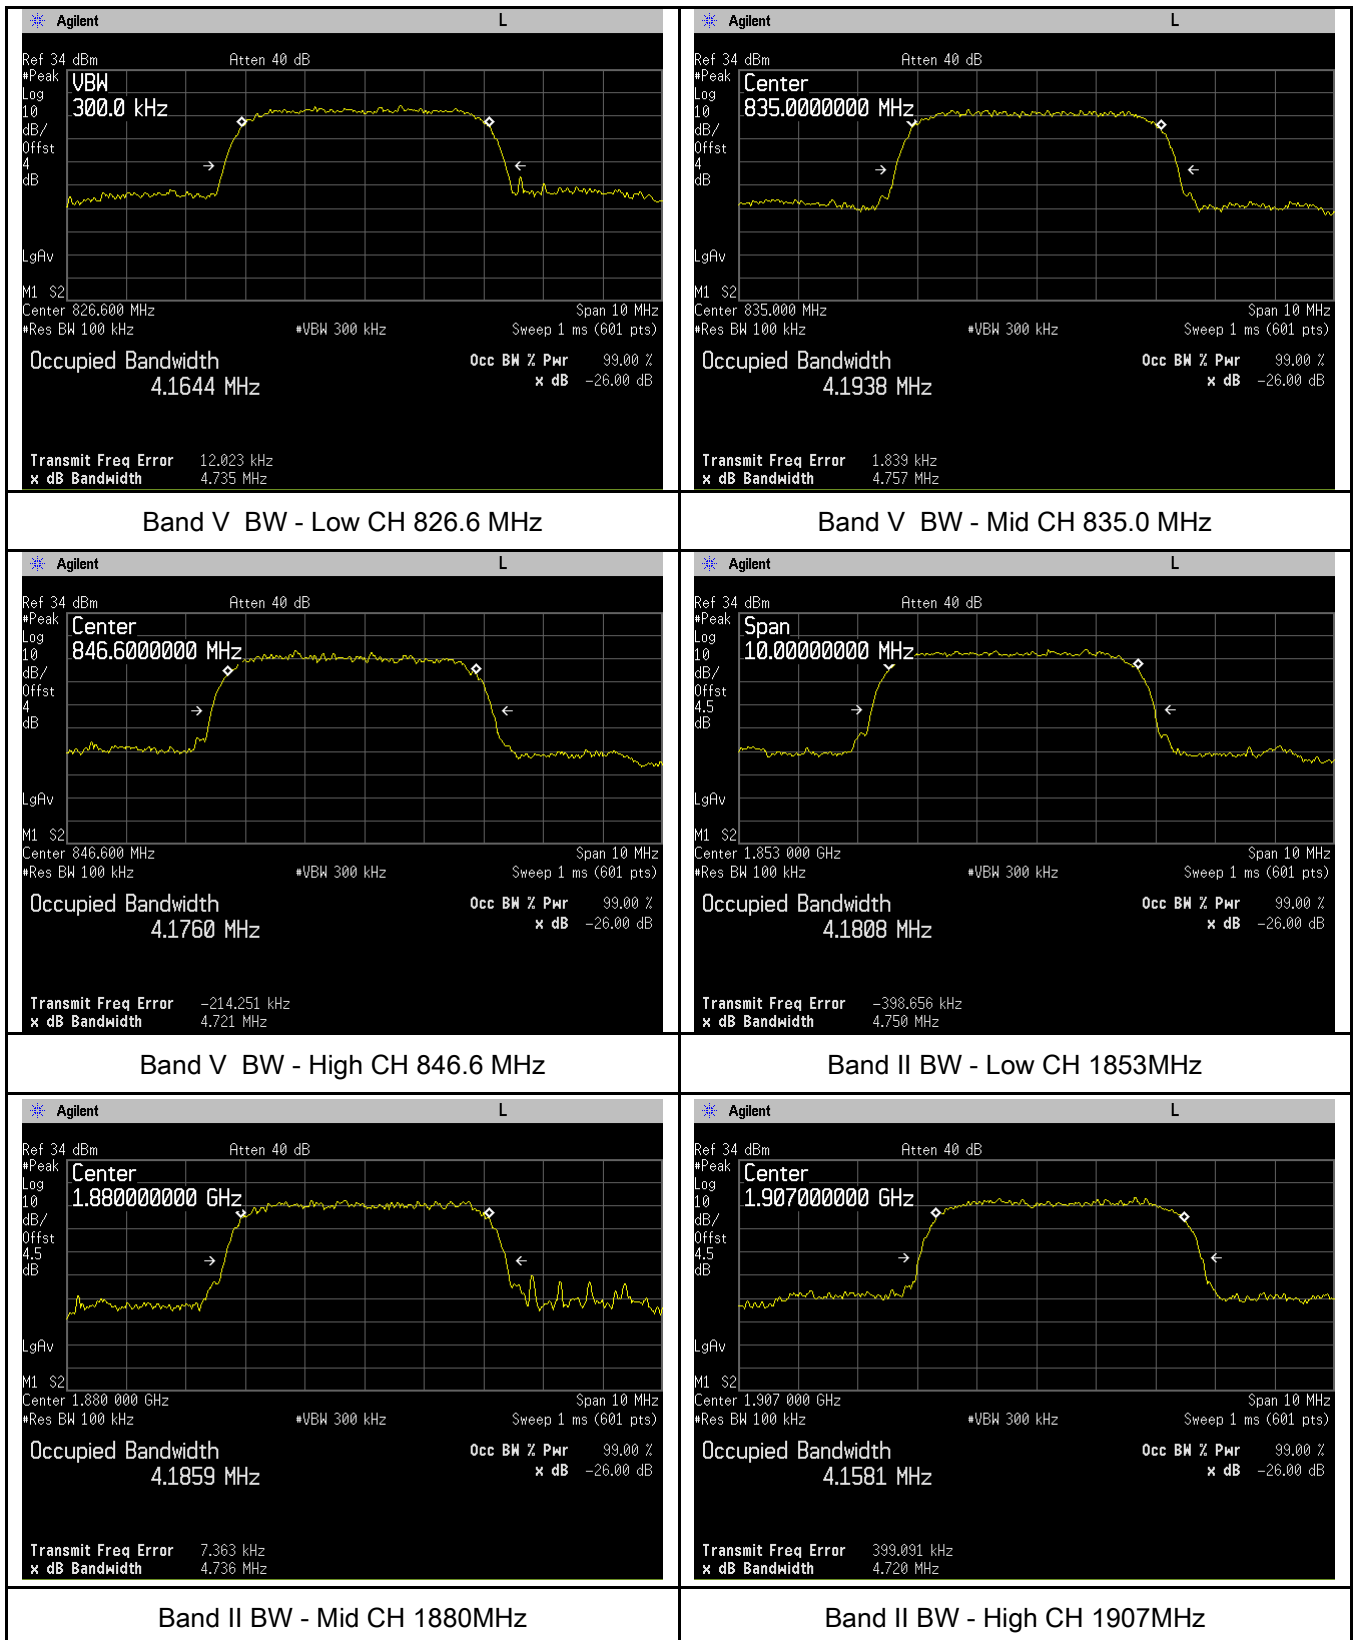 Agilent L
Ref 34 dBm Atten 40 dB
#Peak
Log
10
dB/
Offst
4
dB
VBW
300.0 kHz
LgAv
M1 S2
Center 826.600 MHz Span 10 MHz
#Res BW 100 kHz #VBW 300 kHz Sweep 1 ms (601 pts)
Occupied Bandwidth Occ BW % Pwr 99.00 %
4.1644 MHz x dB -26.00 dB
Transmit Freq Error 12.023 kHz
x dB Bandwidth 4.735 MHz
Band V BW - Low CH 826.6 MHz
Agilent L
Ref 34 dBm Atten 40 dB
#Peak
Log
10
dB/
Offst
4
dB
Center
835.0000000 MHz
LgAv
M1 S2
Center 835.000 MHz Span 10 MHz
#Res BW 100 kHz #VBW 300 kHz Sweep 1 ms (601 pts)
Occupied Bandwidth Occ BW % Pwr 99.00 %
4.1938 MHz x dB -26.00 dB
Transmit Freq Error 1.839 kHz
x dB Bandwidth 4.757 MHz
Band V BW - Mid CH 835.0 MHz
Agilent L
Ref 34 dBm Atten 40 dB
#Peak
Log
10
dB/
Offst
4
dB
Center
846.6000000 MHz
LgAv
M1 S2
Center 846.600 MHz Span 10 MHz
#Res BW 100 kHz #VBW 300 kHz Sweep 1 ms (601 pts)
Occupied Bandwidth Occ BW % Pwr 99.00 %
4.1760 MHz x dB -26.00 dB
Transmit Freq Error -214.251 kHz
x dB Bandwidth 4.721 MHz
Band V BW - High CH 846.6 MHz
Agilent L
Ref 34 dBm Atten 40 dB
#Peak
Log
10
dB/
Offst
4.5
dB
Span
10.00000000 MHz
LgAv
M1 S2
Center 1.853 000 GHz Span 10 MHz
#Res BW 100 kHz #VBW 300 kHz Sweep 1 ms (601 pts)
Occupied Bandwidth Occ BW % Pwr 99.00 %
4.1808 MHz x dB -26.00 dB
Transmit Freq Error -398.656 kHz
x dB Bandwidth 4.750 MHz
Band II BW - Low CH 1853MHz
Agilent L
Ref 34 dBm Atten 40 dB
#Peak
Log
10
dB/
Offst
4.5
dB
Center
1.880000000 GHz
LgAv
M1 S2
Center 1.880 000 GHz Span 10 MHz
#Res BW 100 kHz #VBW 300 kHz Sweep 1 ms (601 pts)
Occupied Bandwidth Occ BW % Pwr 99.00 %
4.1859 MHz x dB -26.00 dB
Transmit Freq Error 7.363 kHz
x dB Bandwidth 4.736 MHz
Band II BW - Mid CH 1880MHz
Agilent L
Ref 34 dBm Atten 40 dB
#Peak
Log
10
dB/
Offst
4.5
dB
Center
1.907000000 GHz
LgAv
M1 S2
Center 1.907 000 GHz Span 10 MHz
#Res BW 100 kHz #VBW 300 kHz Sweep 1 ms (601 pts)
Occupied Bandwidth Occ BW % Pwr 99.00 %
4.1581 MHz x dB -26.00 dB
Transmit Freq Error 399.091 kHz
x dB Bandwidth 4.720 MHz
Band II BW - High CH 1907MHz